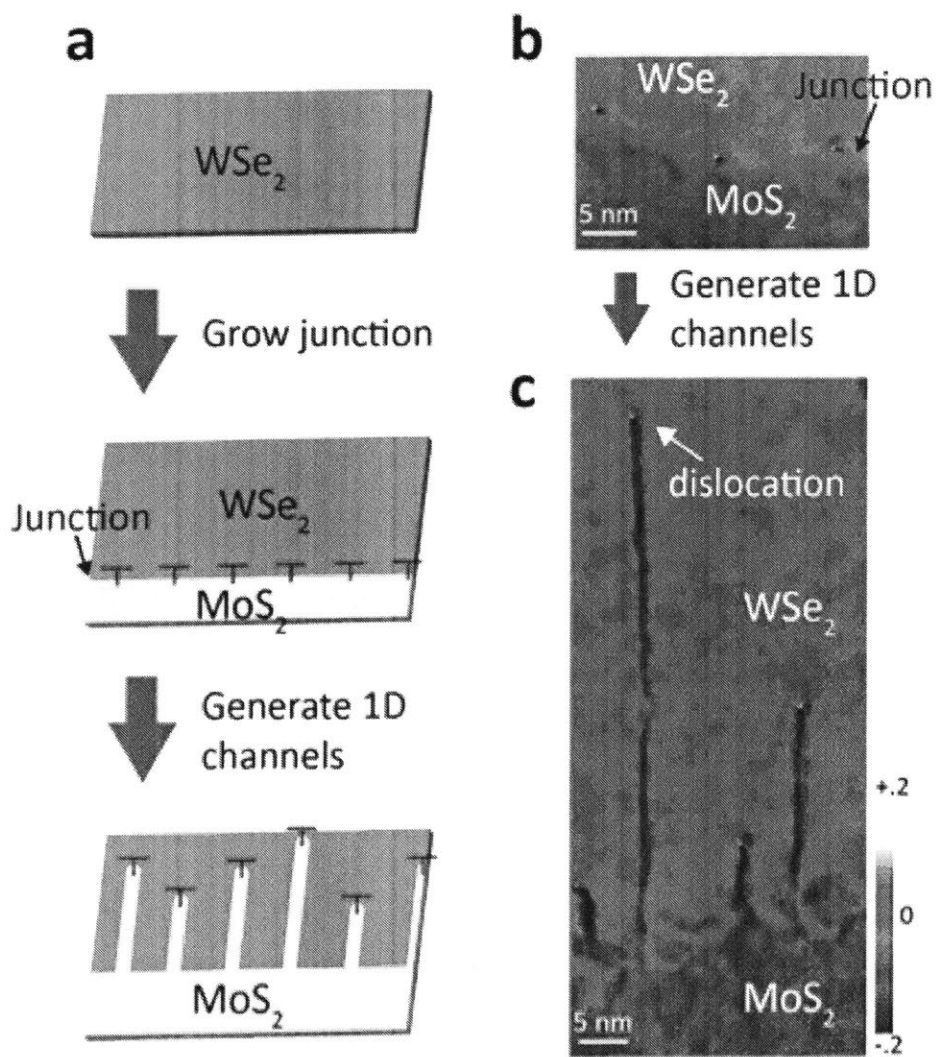 a
WSe₂
Grow junction
WSe₂
Junction
MoS₂
Generate 1D
channels
MoS₂
b
WSe₂
Junction
MoS₂
5 nm
Generate 1D
channels
c
dislocation
WSe₂
+.2
0
-.2
MoS₂
5 nm